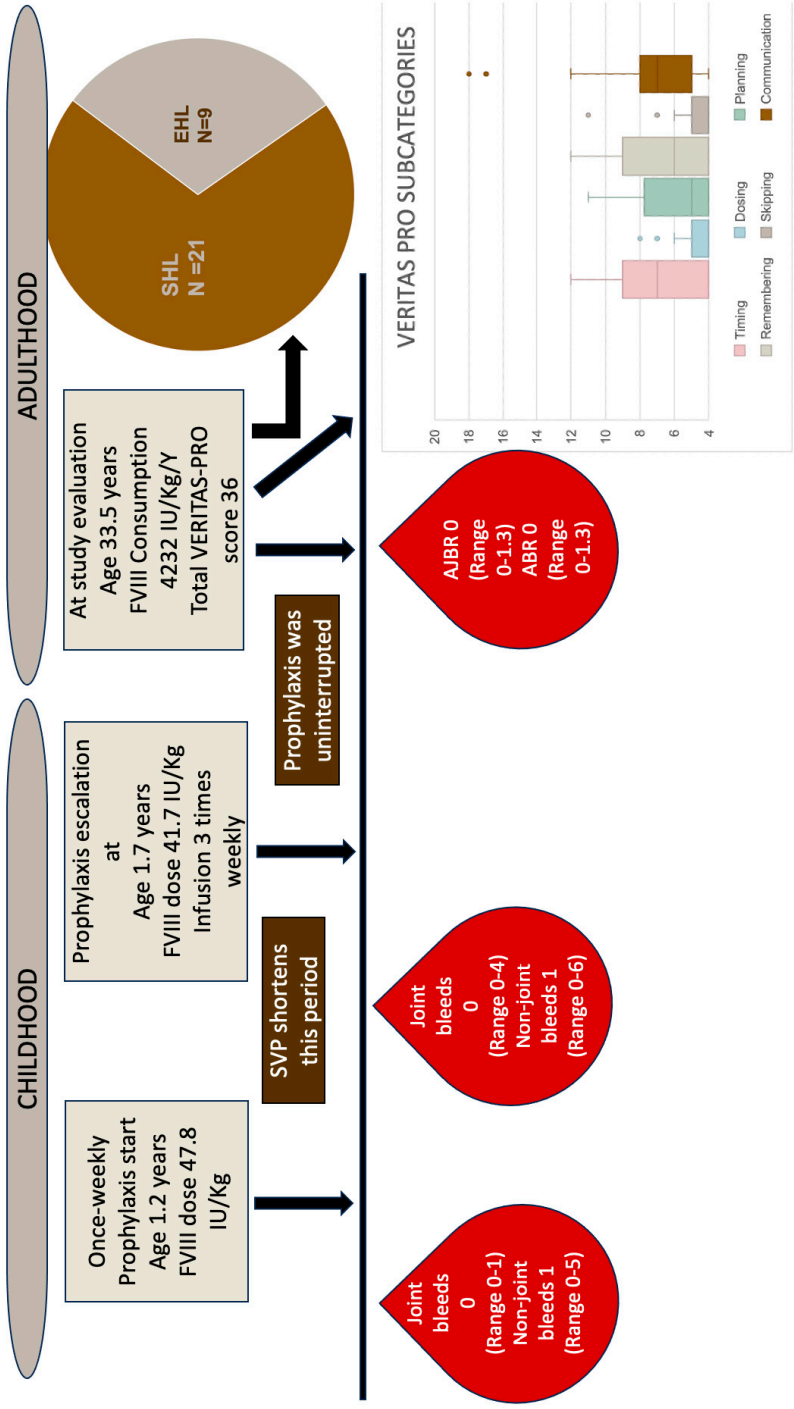 CHILDHOOD
ADULTHOOD
Once-weekly
Prophylaxis start
Age 1.2 years
FVIII dose 47.8
IU/Kg
Prophylaxis escalation
at
Age 1.7 years
FVIII dose 41.7 IU/Kg
Infusion 3 times
weekly
At study evaluation
Age 33.5 years
FVIII Consumption
4232 IU/Kg/Y
Total VERITAS-PRO
score 36
SHL
N =21
EHL
N=9
SVP shortens
this period
Prophylaxis was
uninterrupted
Joint
bleeds
0
(Range 0-1)
Non-joint
bleeds 1
(Range 0-5)
Joint
bleeds
0
(Range 0-4)
Non-joint
bleeds 1
(Range 0-6)
AJBR 0
(Range
0-1.3)
ABR 0
(Range
0-1.3)
VERITAS PRO SUBCATEGORIES
20
18
16
14
12
10
8
6
4
Timing
Dosing
Planning
Remembering
Skipping
Communication